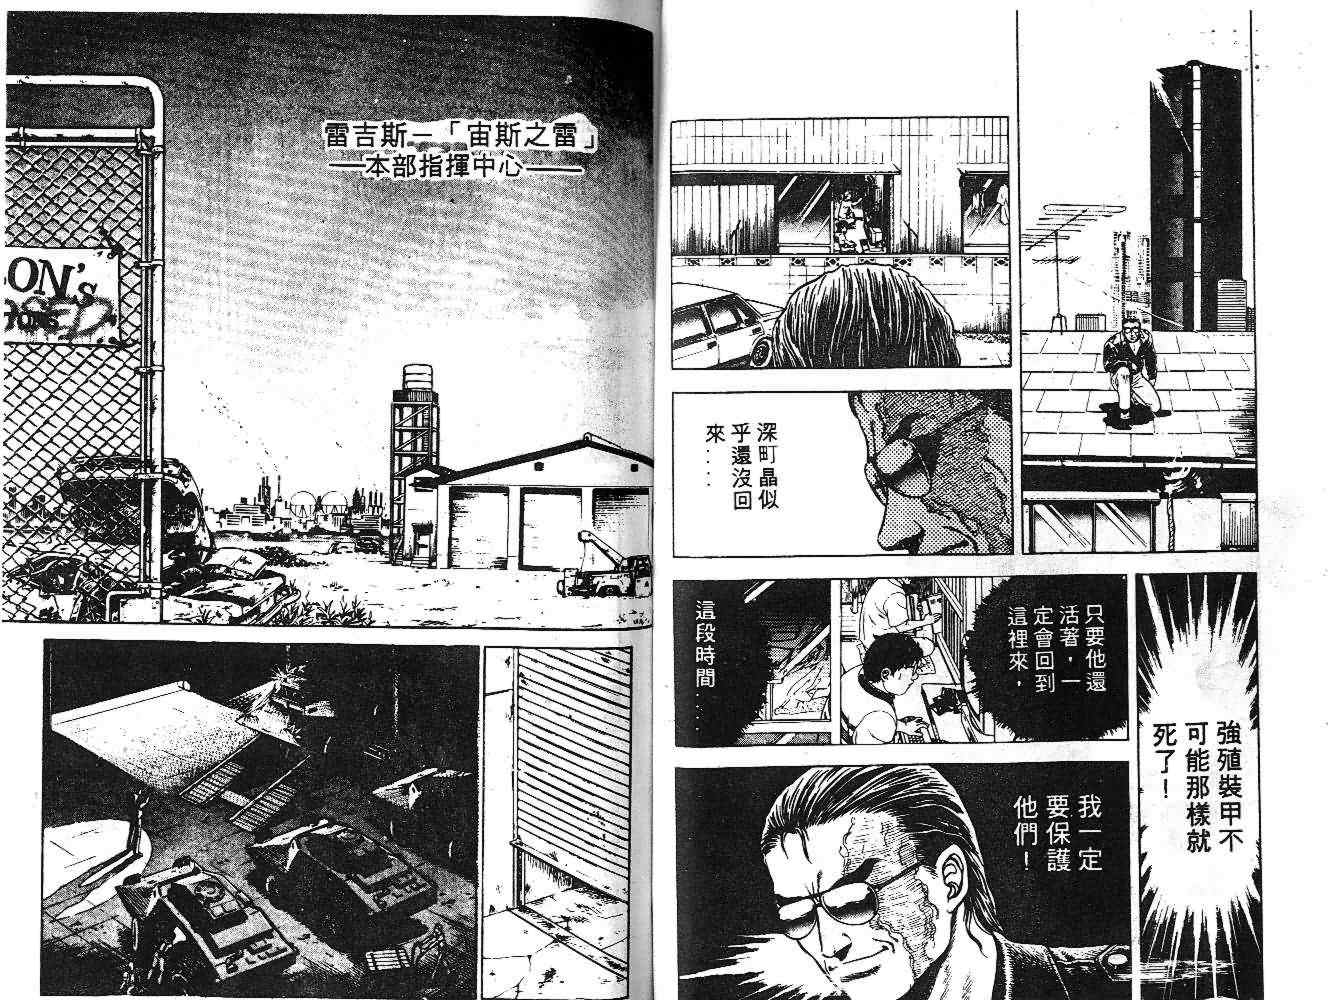 深町晶似
乎還沒回
來....
強殖裝甲不
可能那樣就
死了！
只要他還
活著，一
定會回到
這裡來，
這段時間......
我一定
要保護
他們！
雷吉斯—「宙斯之雷」
——本部指揮中心——
SON's